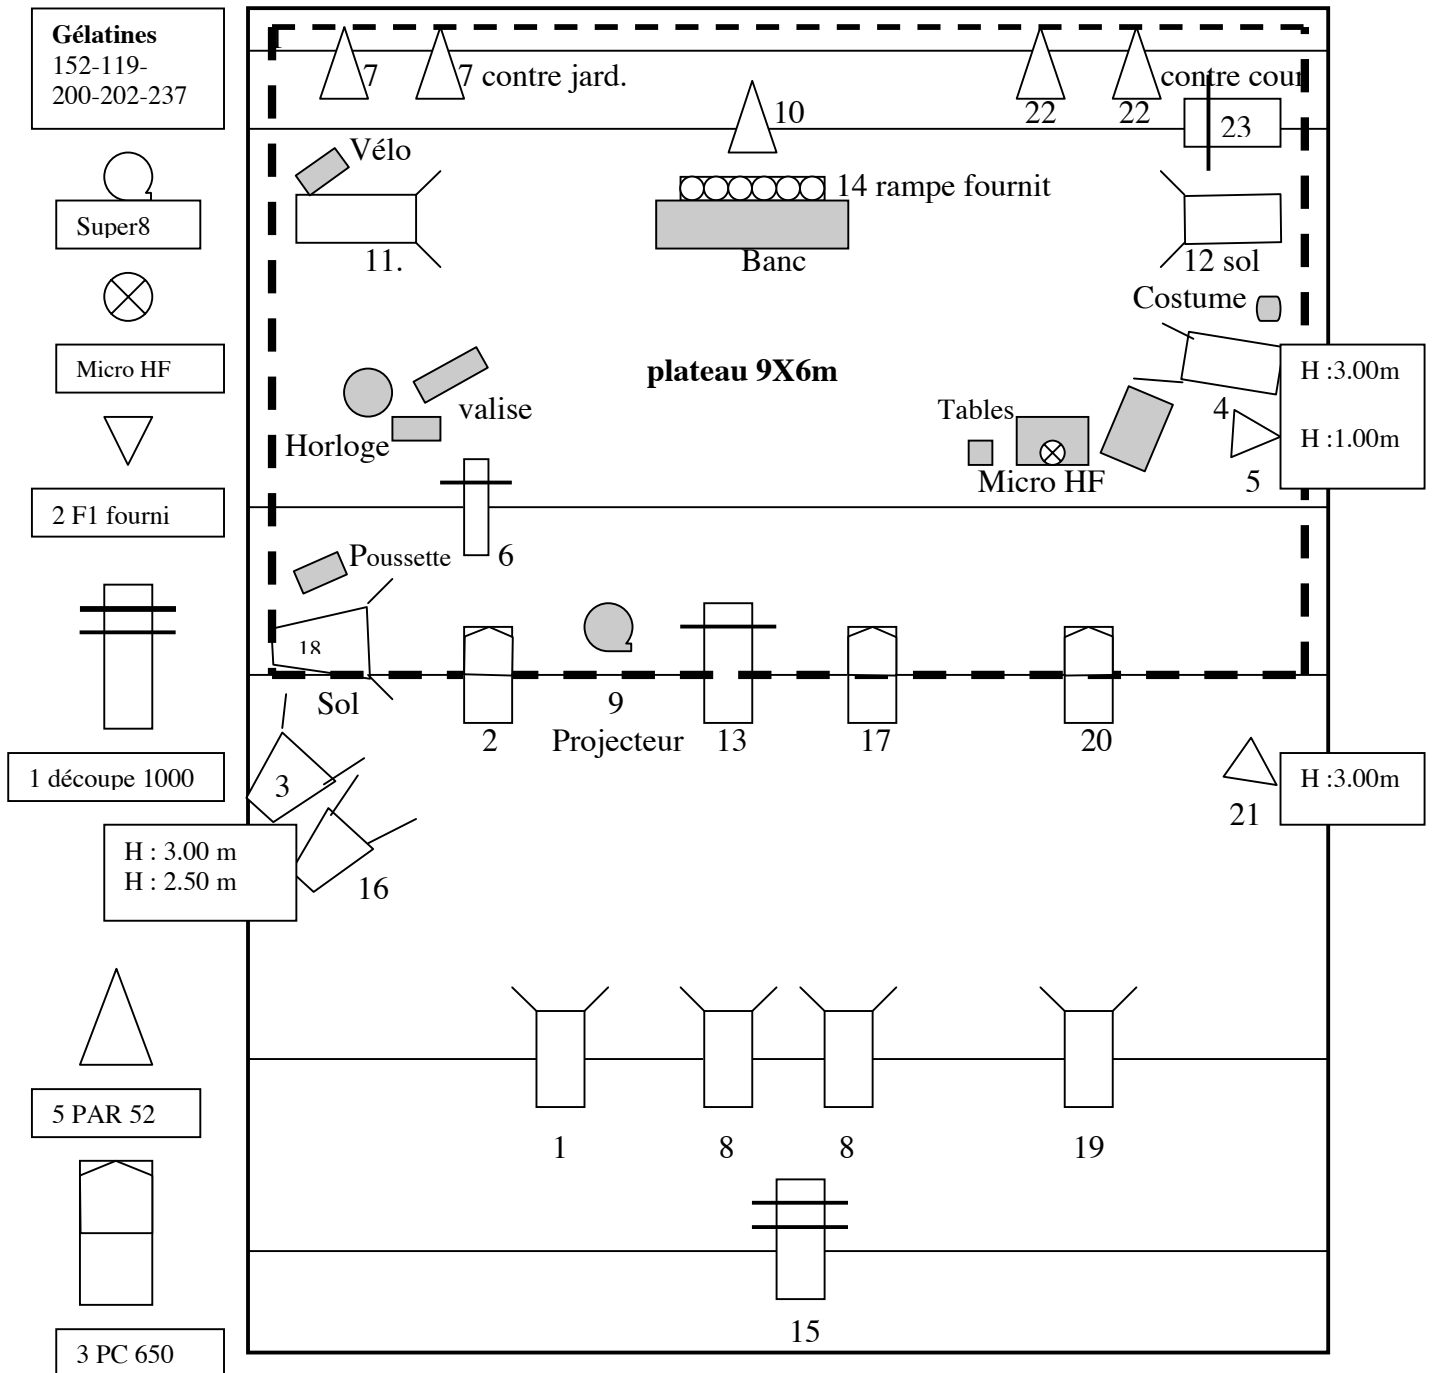 Gélatines
152-119-
200-202-237
Super8
Micro HF
2 F1 fourni
1 découpe 1000
H : 3.00 m
H : 2.50 m
5 PAR 52
3 PC 650
7
7 contre jard.
22
22
contre cour
10
23
Vélo
14 rampe fournit
11.
Banc
12 sol
Costume
plateau 9X6m
H :3.00m
H :1.00m
valise
Tables
4
Horloge
Micro HF
5
6
Poussette
18
Sol
2
9
Projecteur
13
17
20
3
H :3.00m
21
16
1
8
8
19
15